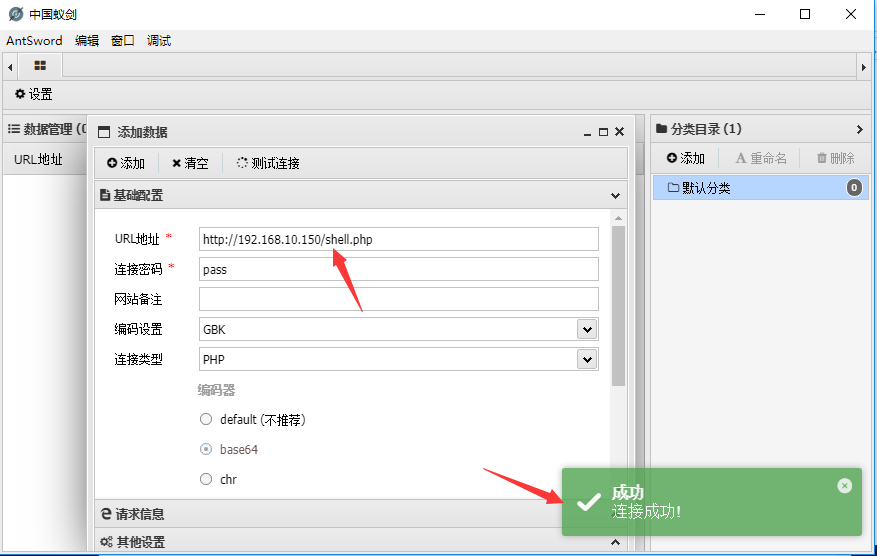 中国蚁剑
AntSword 编辑 窗口 调试
设置
数据管理 (0
URL地址
添加数据
添加 清空 测试连接
基础配置
URL地址 * http://192.168.10.150/shell.php
连接密码 * pass
网站备注
编码设置 GBK
连接类型 PHP
编码器
default (不推荐)
base64
chr
请求信息
其他设置
分类目录 (1)
添加 重命名 删除
默认分类 0
成功
连接成功!